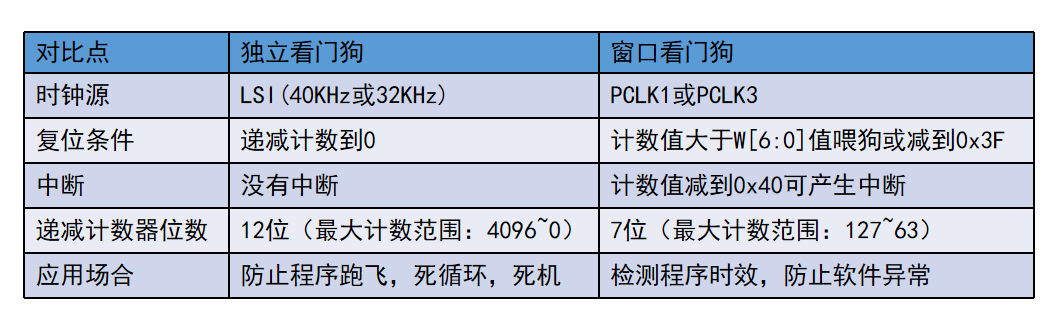 对比点 独立看门狗 窗口看门狗
时钟源 LSI(40KHz或32KHz) PCLK1或PCLK3
复位条件 递减计数到0 计数值大于W[6:0]值喂狗或减到0x3F
中断 没有中断 计数值减到0x40可产生中断
递减计数器位数 12位（最大计数范围：4096~0） 7位（最大计数范围：127~63）
应用场合 防止程序跑飞，死循环，死机 检测程序时效，防止软件异常